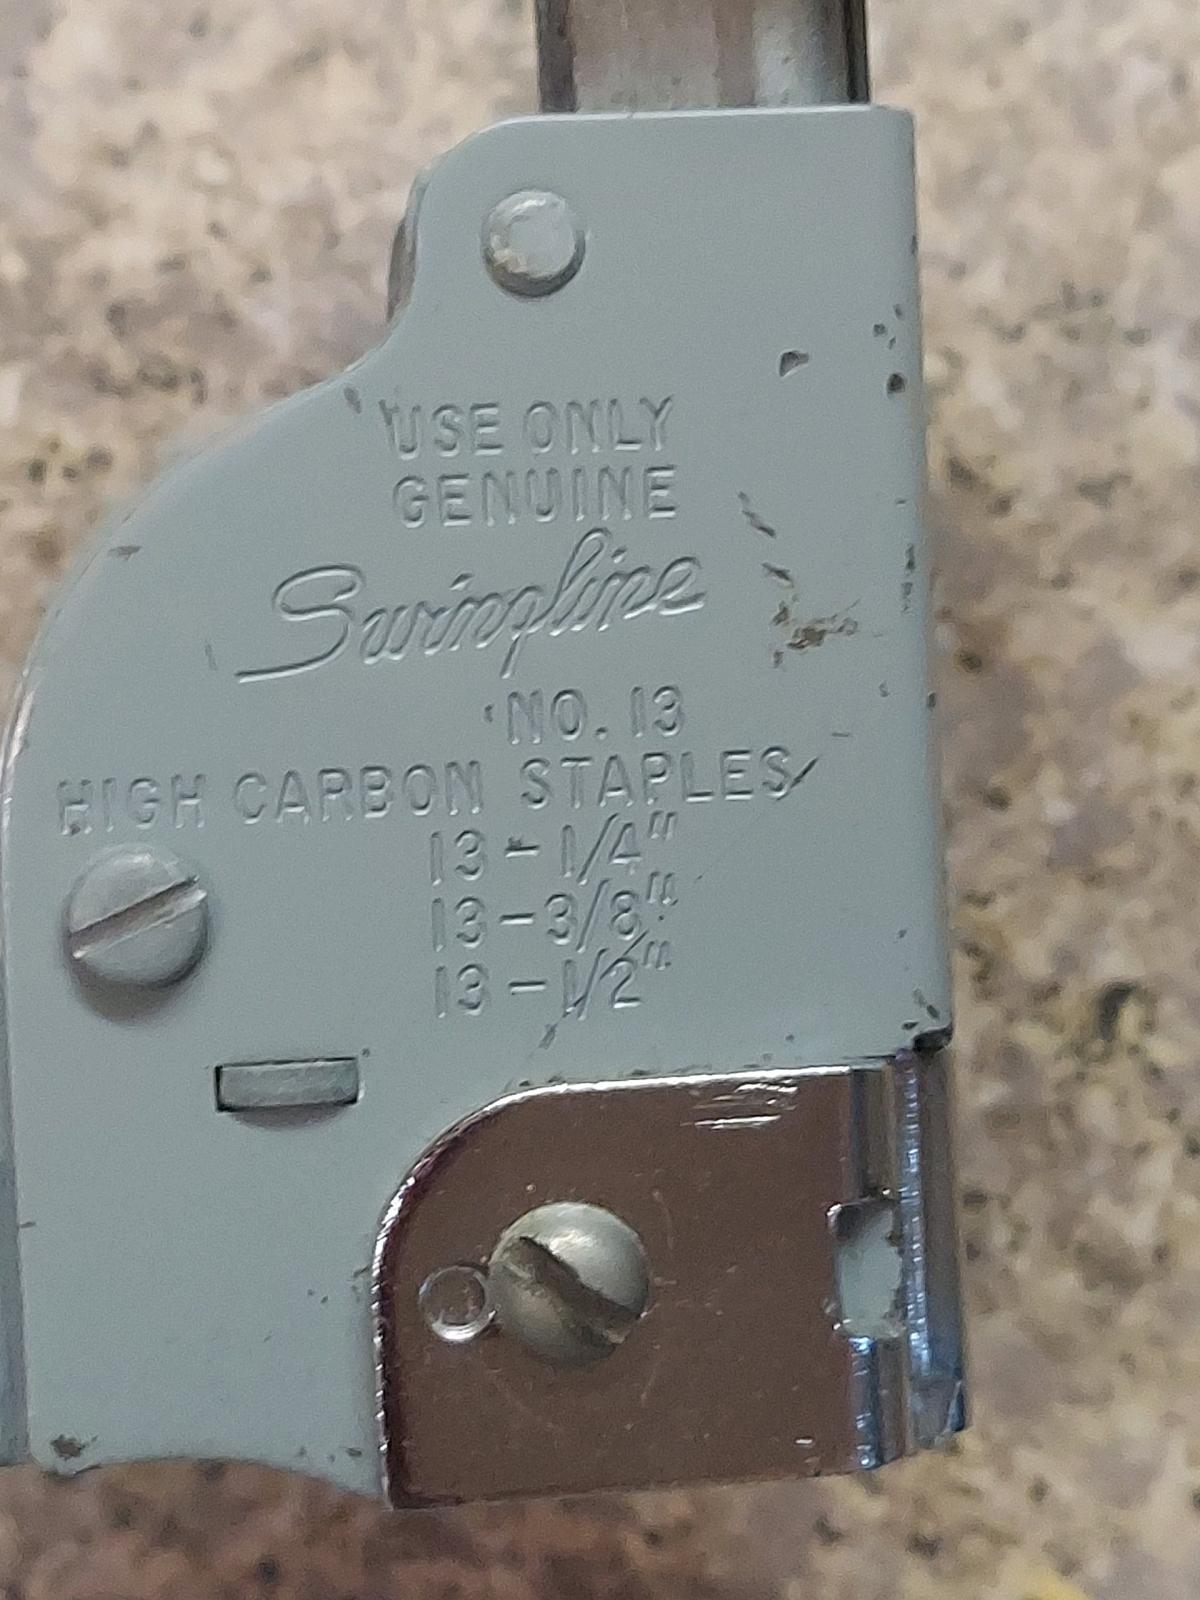 USE ONLY
GENUINE
Swingline
NO. 13
HIGH CARBON STAPLES
13 - 1/4"
13 - 3/8"
13 - 1/2"